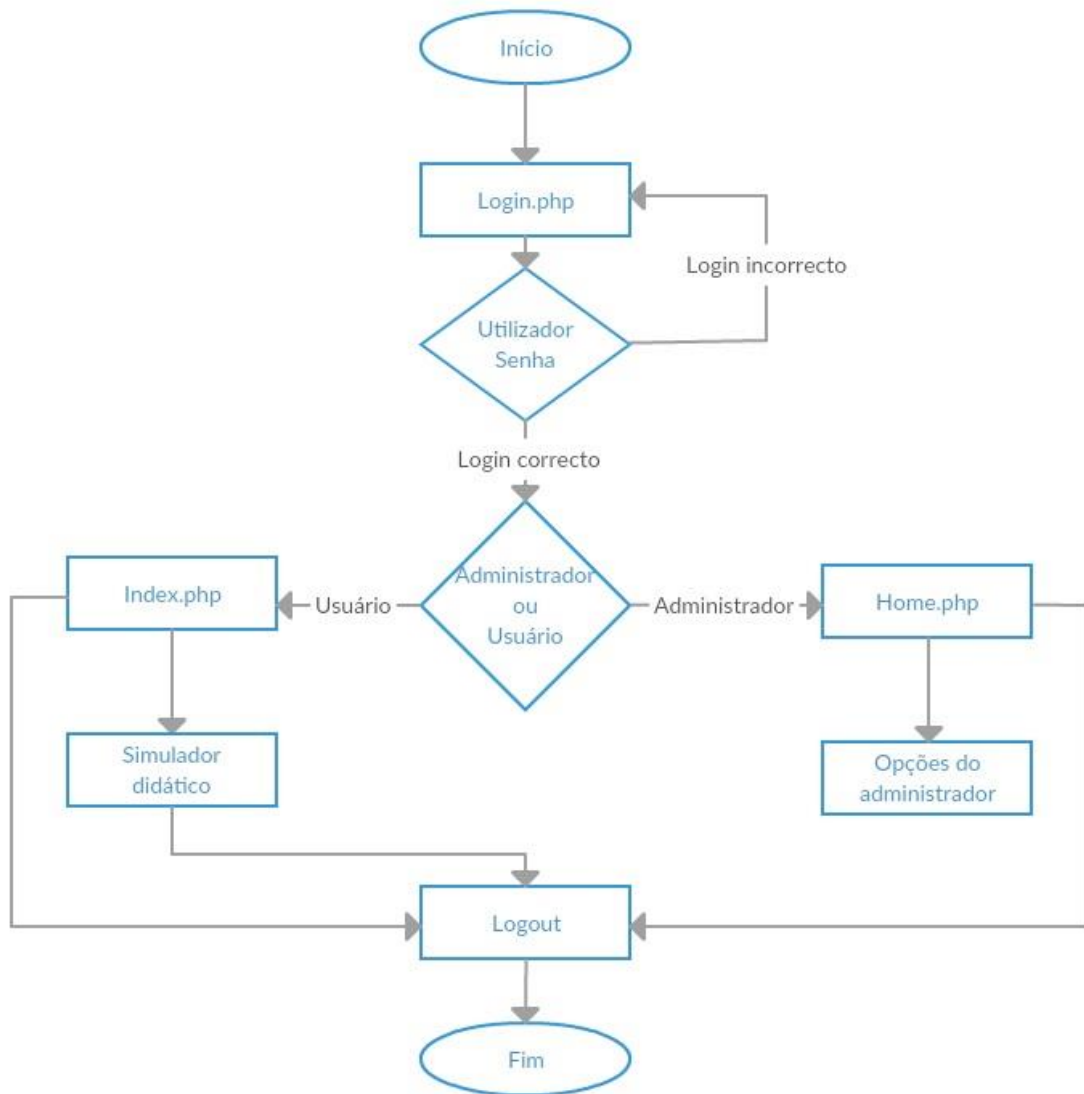 Início
Login.php
Login incorrecto
Utilizador
Senha
Login correcto
Administrador
ou
Usuário
Usuário
Index.php
Administrador
Home.php
Simulador
didático
Opções do
administrador
Logout
Fim